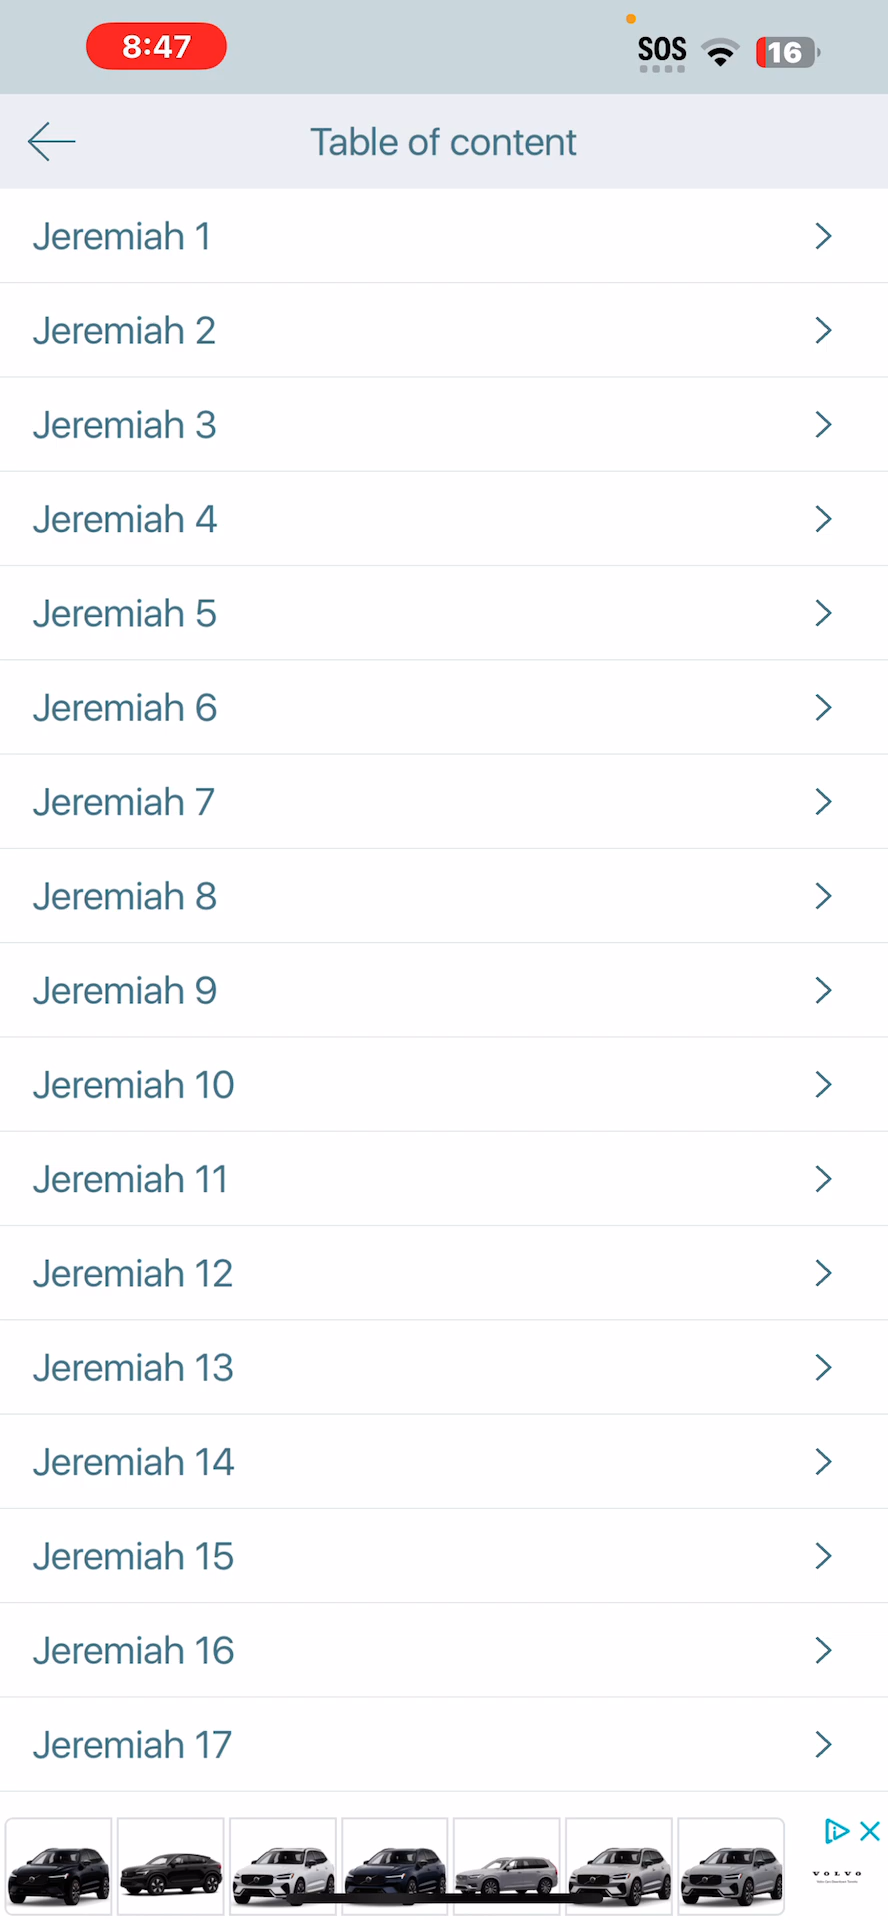 8:47
SOS
16
Table of content
Jeremiah 1
Jeremiah 2
Jeremiah 3
Jeremiah 4
Jeremiah 5
Jeremiah 6
Jeremiah 7
Jeremiah 8
Jeremiah 9
Jeremiah 10
Jeremiah 11
Jeremiah 12
Jeremiah 13
Jeremiah 14
Jeremiah 15
Jeremiah 16
Jeremiah 17
VOLVO